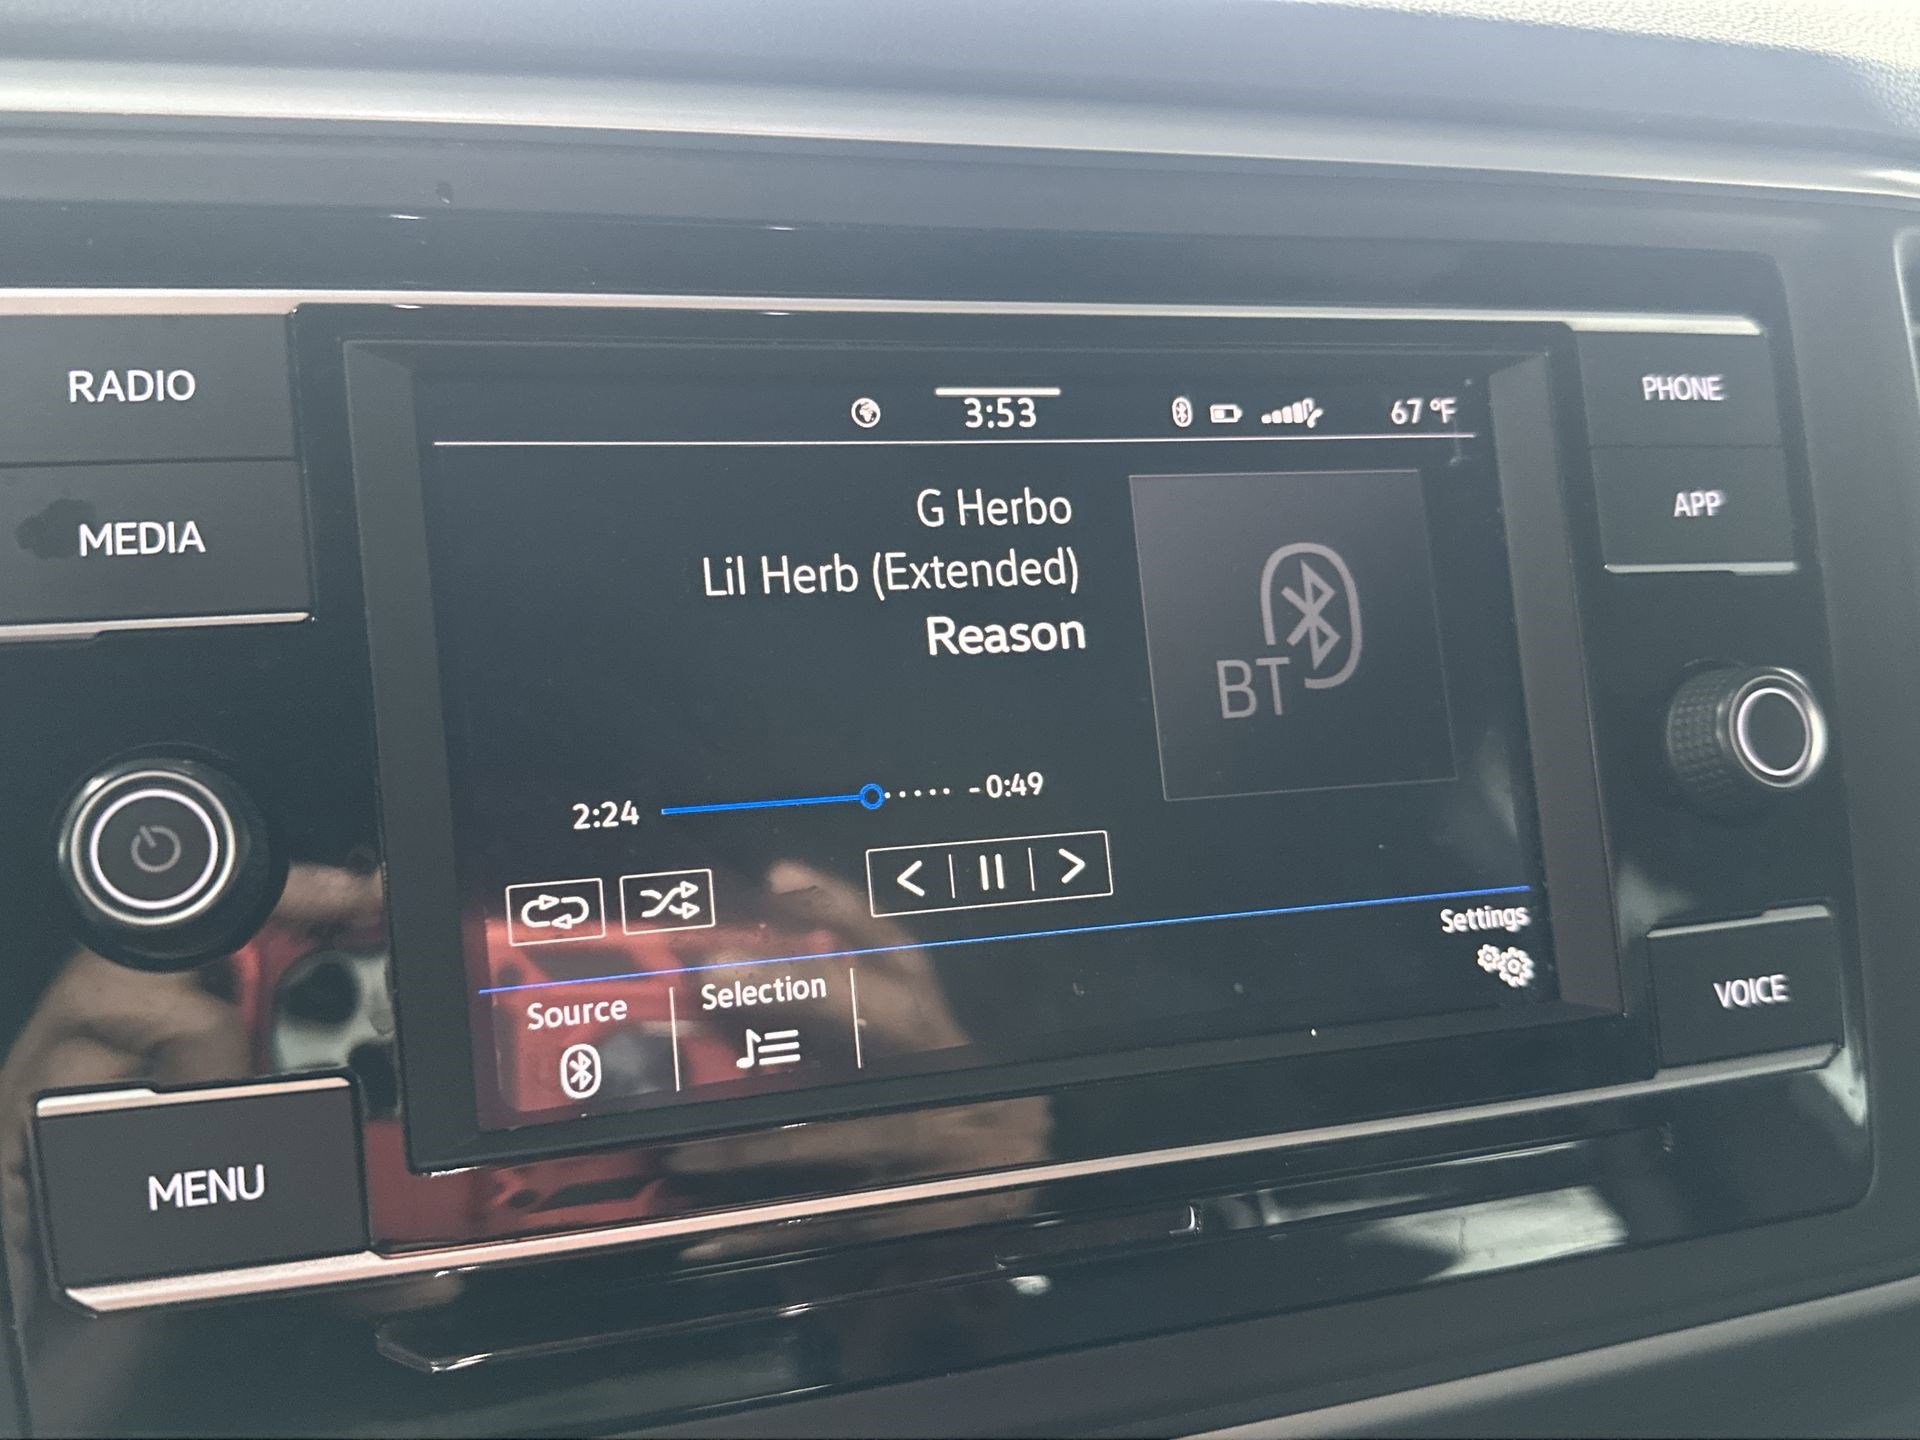 RADIO
MEDIA
MENU
3:53
67 °F
G Herbo
Lil Herb (Extended)
Reason
BT
2:24
-0:49
Settings
Source
Selection
PHONE
APP
VOICE